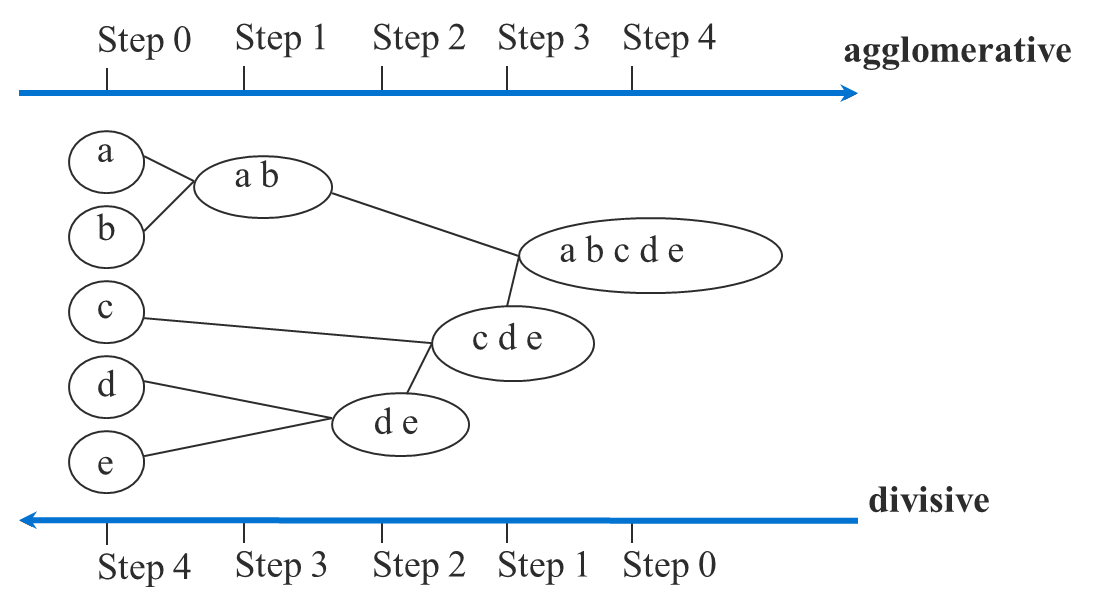 Step 0 Step 1 Step 2 Step 3 Step 4
agglomerative
a
a b
b
a b c d e
c
c d e
d
d e
e
divisive
Step 4 Step 3 Step 2 Step 1 Step 0